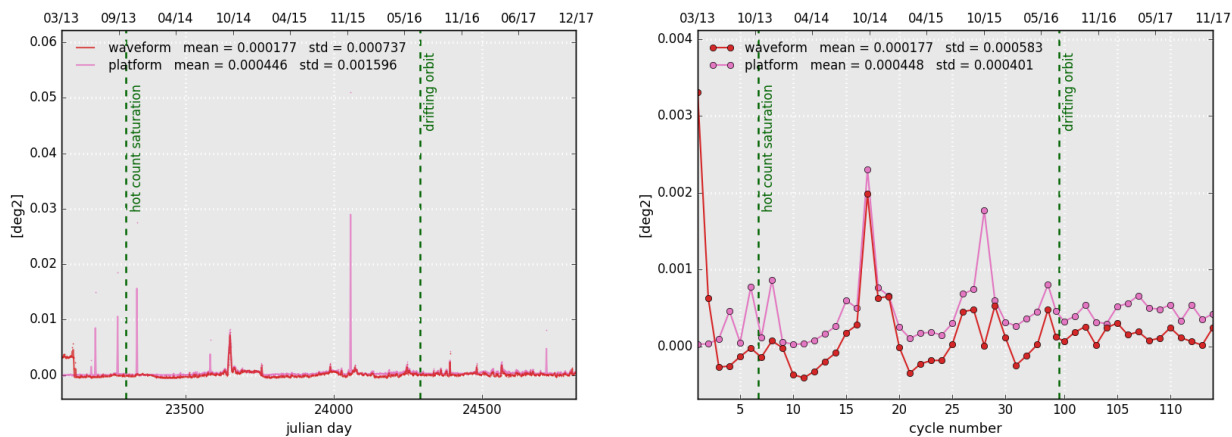 03/13 09/13 04/14 10/14 04/15 11/15 05/16 11/16 06/17 12/17
0.06
0.05
0.04
0.03
0.02
0.01
0.00
[deg2]
waveform mean = 0.000177 std = 0.000737
platform mean = 0.000446 std = 0.001596
hot count saturation
drifting orbit
23500 24000 24500
julian day
03/13 10/13 04/14 10/14 04/15 10/15 05/16 11/16 05/17 11/17
0.004
0.003
0.002
0.001
0.000
[deg2]
waveform mean = 0.000177 std = 0.000583
platform mean = 0.000448 std = 0.000401
hot count saturation
drifting orbit
5 10 15 20 25 30 100 105 110
cycle number